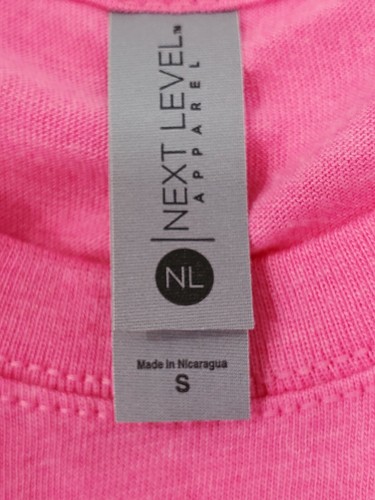 NEXT LEVEL™
APPAREL
NL
Made in Nicaragua
S